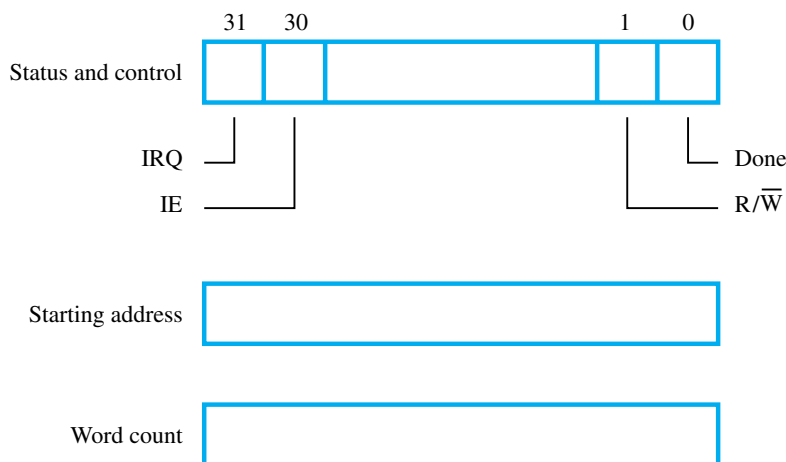 31 30 1 0
Status and control
IRQ Done
IE R/W̅
Starting address
Word count